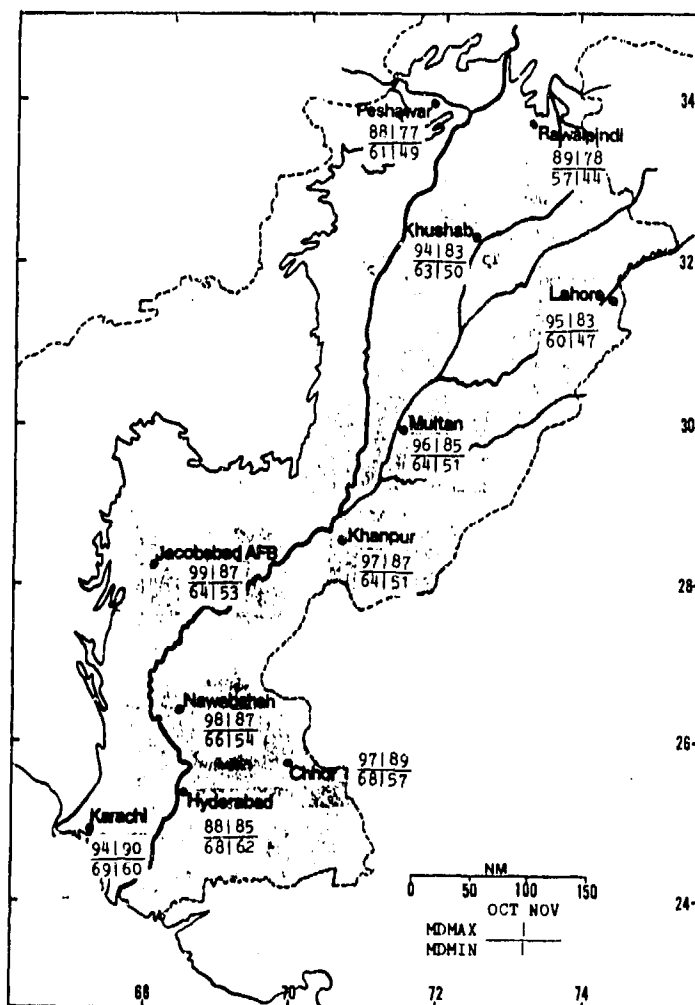 34
Peshawar
88|77
61|49
Rawalpindi
89|78
57|44
Khushab
94|83
63|50
32
Lahore
95|83
60|47
30
Multan
96|85
64|51
Khanpur
97|87
64|51
Jacobabad AFB
99|87
64|53
28
Nawabshah
98|87
66|54
26
Chhor
97|89
68|57
Hyderabad
88|85
68|62
Karachi
94|90
69|60
NM
0 50 100 150
24
OCT NOV
MDMAX
MDMIN
68 70 72 74